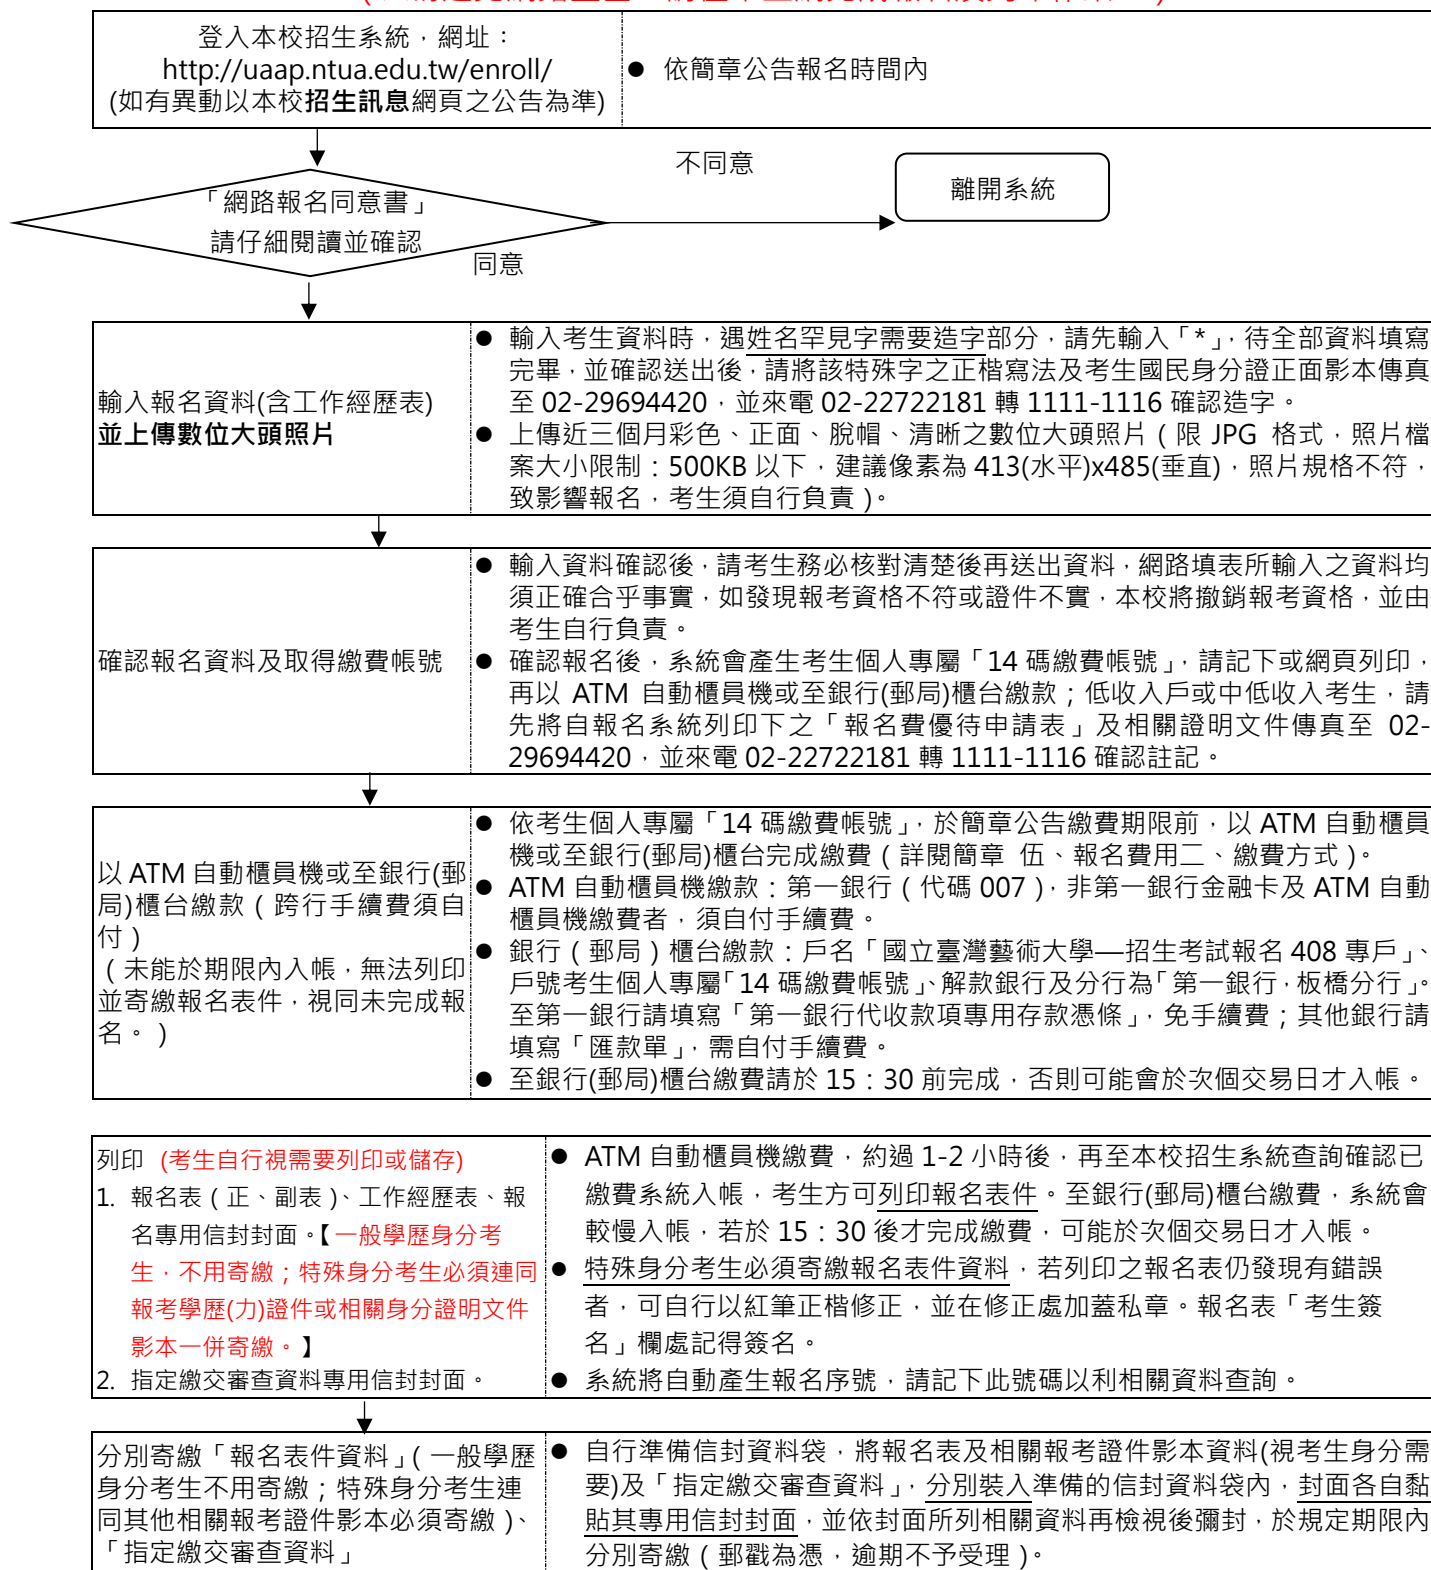 登入本校招生系統，網址：
http://uaap.ntua.edu.tw/enroll/
(如有異動以本校招生訊息網頁之公告為準)
● 依簡章公告報名時間內
不同意
離開系統
「網路報名同意書」
請仔細閱讀並確認
同意
輸入報名資料(含工作經歷表)
並上傳數位大頭照片
● 輸入考生資料時，遇姓名罕見字需要造字部分，請先輸入「*」，待全部資料填寫
完畢，並確認送出後，請將該特殊字之正楷寫法及考生國民身分證正面影本傳真
至 02-29694420，並來電 02-22722181 轉 1111-1116 確認造字。
● 上傳近三個月彩色、正面、脫帽、清晰之數位大頭照片（限 JPG 格式，照片檔
案大小限制：500KB 以下，建議像素為 413(水平)x485(垂直)，照片規格不符，
致影響報名，考生須自行負責）。
確認報名資料及取得繳費帳號
● 輸入資料確認後，請考生務必核對清楚後再送出資料，網路填表所輸入之資料均
須正確合乎事實，如發現報考資格不符或證件不實，本校將撤銷報考資格，並由
考生自行負責。
● 確認報名後，系統會產生考生個人專屬「14 碼繳費帳號」，請記下或網頁列印，
再以 ATM 自動櫃員機或至銀行(郵局)櫃台繳款；低收入戶或中低收入考生，請
先將自報名系統列印下之「報名費優待申請表」及相關證明文件傳真至 02-
29694420，並來電 02-22722181 轉 1111-1116 確認註記。
以 ATM 自動櫃員機或至銀行(郵
局)櫃台繳款（跨行手續費須自
付）
（未能於期限內入帳，無法列印
並寄繳報名表件，視同未完成報
名。）
● 依考生個人專屬「14 碼繳費帳號」，於簡章公告繳費期限前，以 ATM 自動櫃員
機或至銀行(郵局)櫃台完成繳費（詳閱簡章 伍、報名費用二、繳費方式）。
● ATM 自動櫃員機繳款：第一銀行（代碼 007），非第一銀行金融卡及 ATM 自動
櫃員機繳費者，須自付手續費。
● 銀行（郵局）櫃台繳款：戶名「國立臺灣藝術大學—招生考試報名 408 專戶」、
戶號考生個人專屬「14 碼繳費帳號」、解款銀行及分行為「第一銀行，板橋分行」。
至第一銀行請填寫「第一銀行代收款項專用存款憑條」，免手續費；其他銀行請
填寫「匯款單」，需自付手續費。
● 至銀行(郵局)櫃台繳費請於 15：30 前完成，否則可能會於次個交易日才入帳。
列印 (考生自行視需要列印或儲存)
1. 報名表（正、副表）、工作經歷表、報
名專用信封封面。【一般學歷身分考
生，不用寄繳；特殊身分考生必須連同
報考學歷(力)證件或相關身分證明文件
影本一併寄繳。】
2. 指定繳交審查資料專用信封封面。
● ATM 自動櫃員機繳費，約過 1-2 小時後，再至本校招生系統查詢確認已
繳費系統入帳，考生方可列印報名表件。至銀行(郵局)櫃台繳費，系統會
較慢入帳，若於 15：30 後才完成繳費，可能於次個交易日才入帳。
● 特殊身分考生必須寄繳報名表件資料，若列印之報名表仍發現有錯誤
者，可自行以紅筆正楷修正，並在修正處加蓋私章。報名表「考生簽
名」欄處記得簽名。
● 系統將自動產生報名序號，請記下此號碼以利相關資料查詢。
分別寄繳「報名表件資料」（一般學歷
身分考生不用寄繳；特殊身分考生連
同其他相關報考證件影本必須寄繳）、
「指定繳交審查資料」
● 自行準備信封資料袋，將報名表及相關報考證件影本資料(視考生身分需
要)及「指定繳交審查資料」，分別裝入準備的信封資料袋內，封面各自黏
貼其專用信封封面，並依封面所列相關資料再檢視後彌封，於規定期限內
分別寄繳（郵戳為憑，逾期不予受理）。